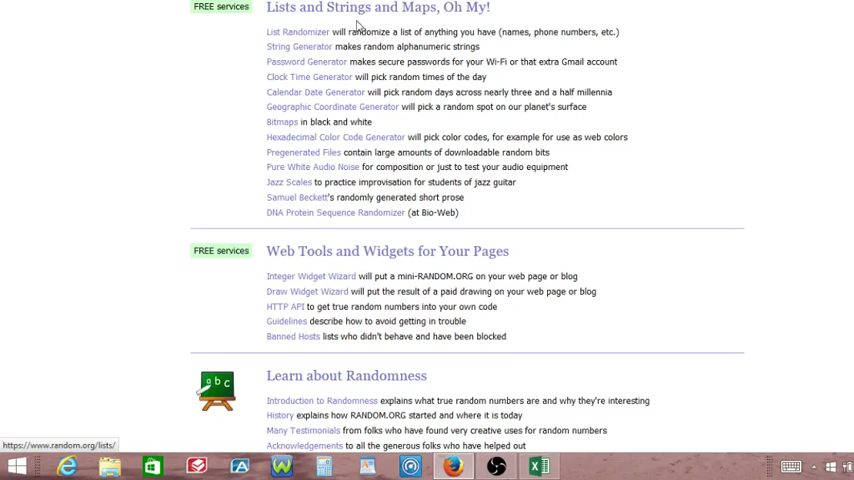 FREE services
Lists and Strings and Maps, Oh My!
List Randomizer will randomize a list of anything you have (names, phone numbers, etc.)
String Generator makes random alphanumeric strings
Password Generator makes secure passwords for your Wi-Fi or that extra Gmail account
Clock Time Generator will pick random times of the day
Calendar Date Generator will pick random days across nearly three and a half millennia
Geographic Coordinate Generator will pick a random spot on our planet's surface
Bitmaps in black and white
Hexadecimal Color Code Generator will pick color codes, for example for use as web colors
Pregenerated Files contain large amounts of downloadable random bits
Pure White Audio Noise for composition or just to test your audio equipment
Jazz Scales to practice improvisation for students of jazz guitar
Samuel Beckett's randomly generated short prose
DNA Protein Sequence Randomizer (at Bio-Web)
FREE services
Web Tools and Widgets for Your Pages
Integer Widget Wizard will put a mini-RANDOM.ORG on your web page or blog
Draw Widget Wizard will put the result of a paid drawing on your web page or blog
HTTP API to get true random numbers into your own code
Guidelines describe how to avoid getting in trouble
Banned Hosts lists who didn't behave and have been blocked
abc
Learn about Randomness
Introduction to Randomness explains what true random numbers are and why they're interesting
History explains how RANDOM.ORG started and where it is today
Many Testimonials from folks who have found very creative uses for random numbers
Acknowledgements to all the generous folks who have helped out
https://www.random.org/lists/